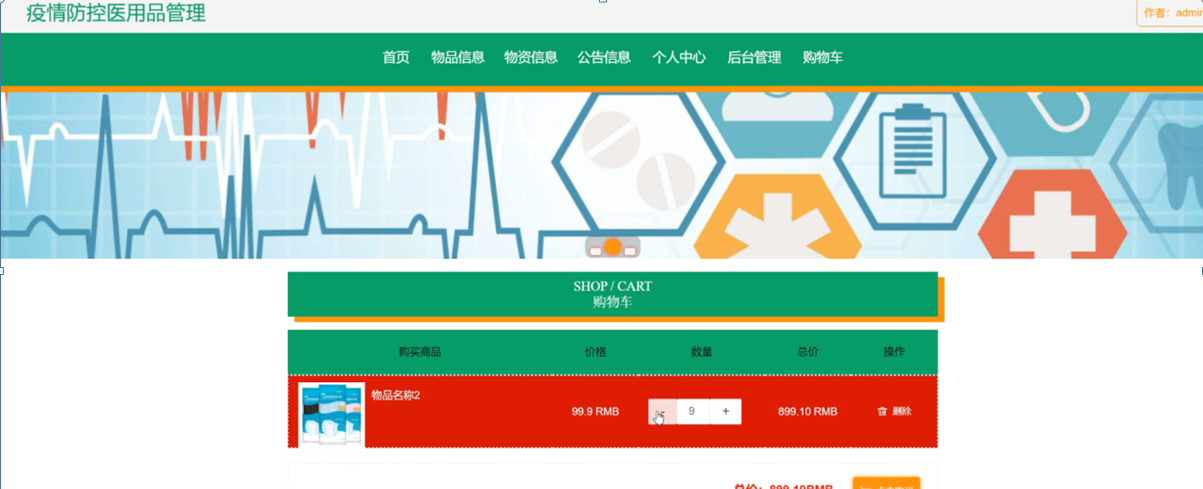 疫情防控医用品管理
作者：admin
首页 物品信息 物资信息 公告信息 个人中心 后台管理 购物车
SHOP / CART
购物车
购买商品 价格 数量 总价 操作
物品名称2
99.9 RMB - 9 + 899.10 RMB 删除
总价：899.10RMB